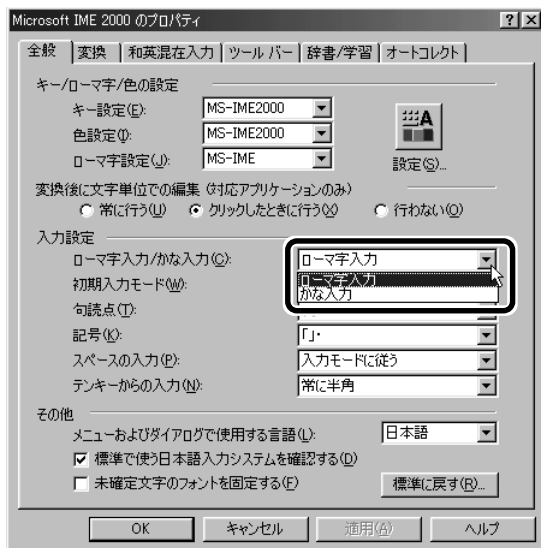 Microsoft IME 2000 のプロパティ
全般 変換 和英混在入力 ツール バー 辞書/学習 オートコレクト
キー/ローマ字/色の設定
キー設定(E): MS-IME2000
色設定(I): MS-IME2000
ローマ字設定(J): MS-IME
設定(S)...
変換後に文字単位での編集 (対応アプリケーションのみ)
常に行う(U) クリックしたときに行う(X) 行わない(O)
入力設定
ローマ字入力/かな入力(C): ローマ字入力
ローマ字入力
初期入力モード(W):
かな入力
句読点(T):
記号(K): 「」・
スペースの入力(P): 入力モードに従う
テンキーからの入力(N): 常に半角
その他
メニューおよびダイアログで使用する言語(L): 日本語
標準で使う日本語入力システムを確認する(D)
未確定文字のフォントを固定する(F) 標準に戻す(R)...
OK キャンセル 適用(A) ヘルプ